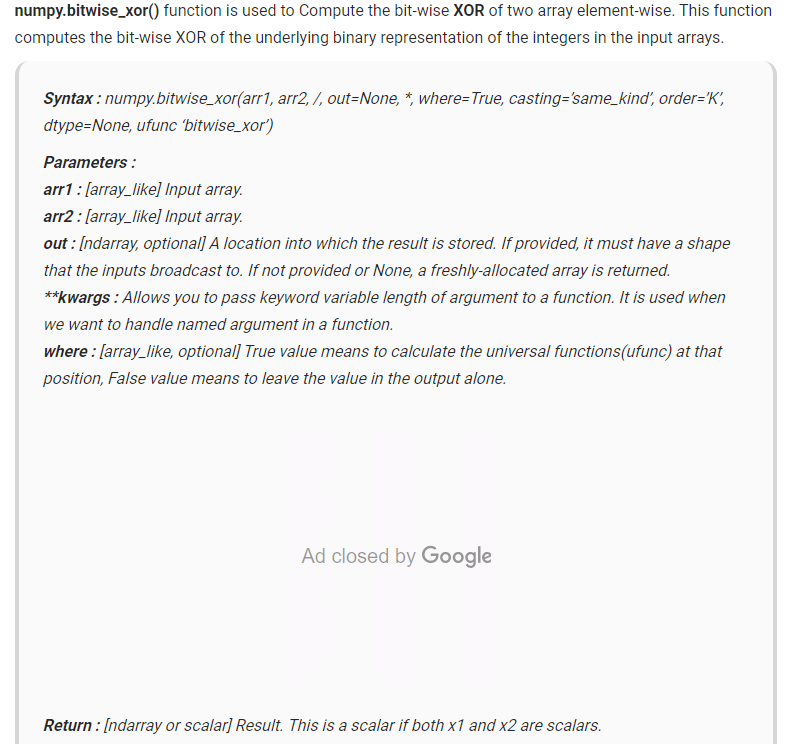 numpy.bitwise_xor() function is used to Compute the bit-wise XOR of two array element-wise. This function
computes the bit-wise XOR of the underlying binary representation of the integers in the input arrays.
Syntax : numpy.bitwise_xor(arr1, arr2, /, out=None, *, where=True, casting=’same_kind’, order=’K’,
dtype=None, ufunc ‘bitwise_xor’)
Parameters :
arr1 : [array_like] Input array.
arr2 : [array_like] Input array.
out : [ndarray, optional] A location into which the result is stored. If provided, it must have a shape
that the inputs broadcast to. If not provided or None, a freshly-allocated array is returned.
**kwargs : Allows you to pass keyword variable length of argument to a function. It is used when
we want to handle named argument in a function.
where : [array_like, optional] True value means to calculate the universal functions(ufunc) at that
position, False value means to leave the value in the output alone.
Ad closed by Google
Return : [ndarray or scalar] Result. This is a scalar if both x1 and x2 are scalars.